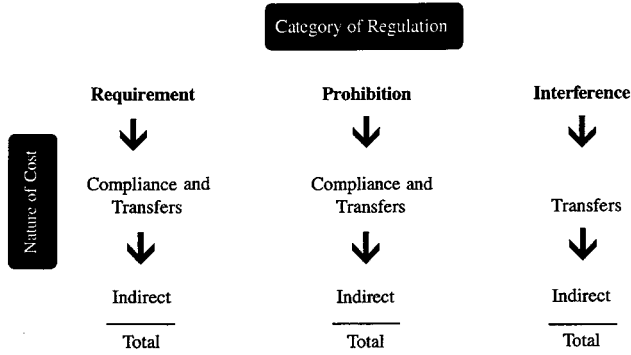 Category of Regulation
Requirement
Prohibition
Interference
Nature of Cost
Compliance and
Transfers
Compliance and
Transfers
Transfers
Indirect
Indirect
Indirect
Total
Total
Total